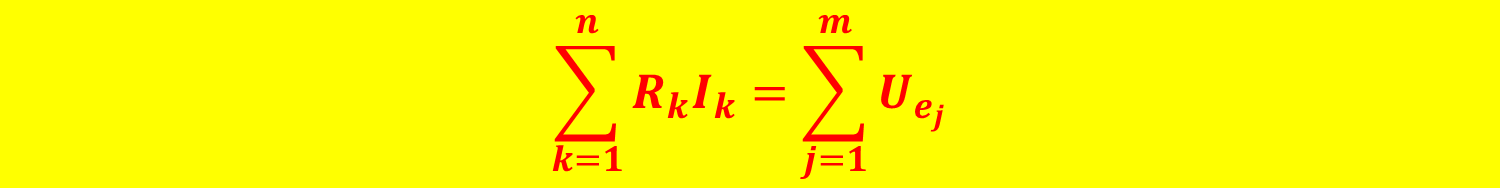 ∑_{k=1}^{n} R_k I_k = ∑_{j=1}^{m} U_{e_j}